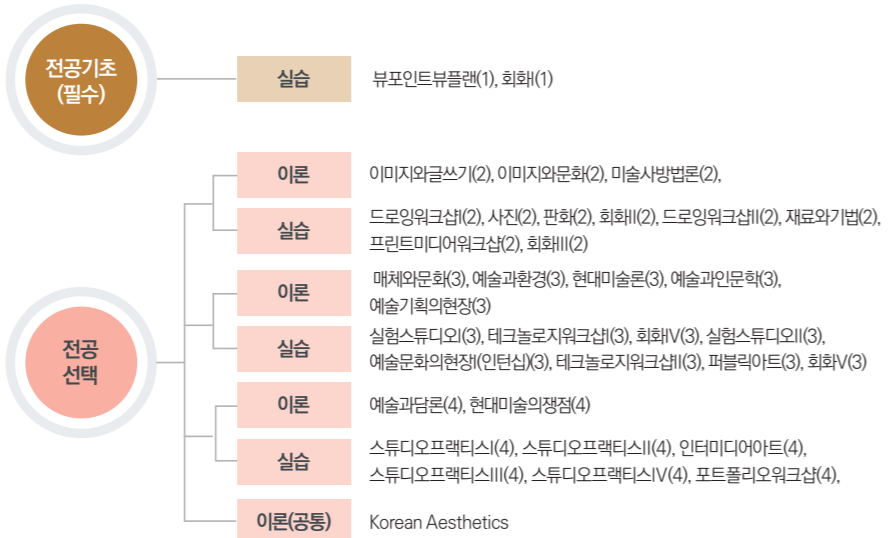 전공기초
(필수)
실습
뷰포인트뷰플랜(1), 회화I(1)
이론
이미지와글쓰기(2), 이미지와문화(2), 미술사방법론(2),
실습
드로잉워크샵I(2), 사진(2), 판화(2), 회화II(2), 드로잉워크샵II(2), 재료와기법(2),
프린트미디어워크샵(2), 회화III(2)
이론
매체와문화(3), 예술과환경(3), 현대미술론(3), 예술과인문학(3),
예술기획의현장(3)
전공
선택
실습
실험스튜디오I(3), 테크놀로지워크샵I(3), 회화IV(3), 실험스튜디오II(3),
예술문화의현장I(인턴십)(3), 테크놀로지워크샵II(3), 퍼블릭아트(3), 회화V(3)
이론
예술과담론(4), 현대미술의쟁점(4)
실습
스튜디오프랙티스I(4), 스튜디오프랙티스II(4), 인터미디어아트(4),
스튜디오프랙티스III(4), 스튜디오프랙티스IV(4), 포트폴리오워크샵(4),
이론(공통)
Korean Aesthetics